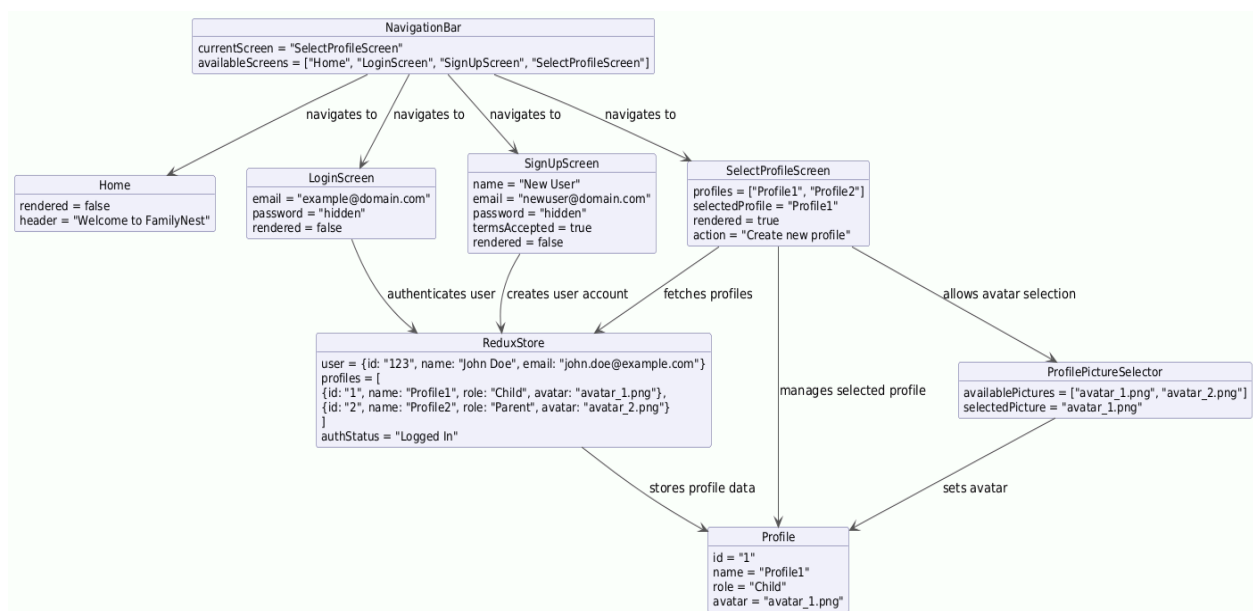 NavigationBar
currentScreen = "SelectProfileScreen"
availableScreens = ["Home", "LoginScreen", "SignUpScreen", "SelectProfileScreen"]
navigates to
navigates to
navigates to
navigates to
Home
rendered = false
header = "Welcome to FamilyNest"
LoginScreen
email = "example@domain.com"
password = "hidden"
rendered = false
SignUpScreen
name = "New User"
email = "newuser@domain.com"
password = "hidden"
termsAccepted = true
rendered = false
SelectProfileScreen
profiles = ["Profile1", "Profile2"]
selectedProfile = "Profile1"
rendered = true
action = "Create new profile"
authenticates user
creates user account
fetches profiles
allows avatar selection
ReduxStore
user = {id: "123", name: "John Doe", email: "john.doe@example.com"}
profiles = [
{id: "1", name: "Profile1", role: "Child", avatar: "avatar_1.png"},
{id: "2", name: "Profile2", role: "Parent", avatar: "avatar_2.png"}
]
authStatus = "Logged In"
manages selected profile
ProfilePictureSelector
availablePictures = ["avatar_1.png", "avatar_2.png"]
selectedPicture = "avatar_1.png"
stores profile data
sets avatar
Profile
id = "1"
name = "Profile1"
role = "Child"
avatar = "avatar_1.png"